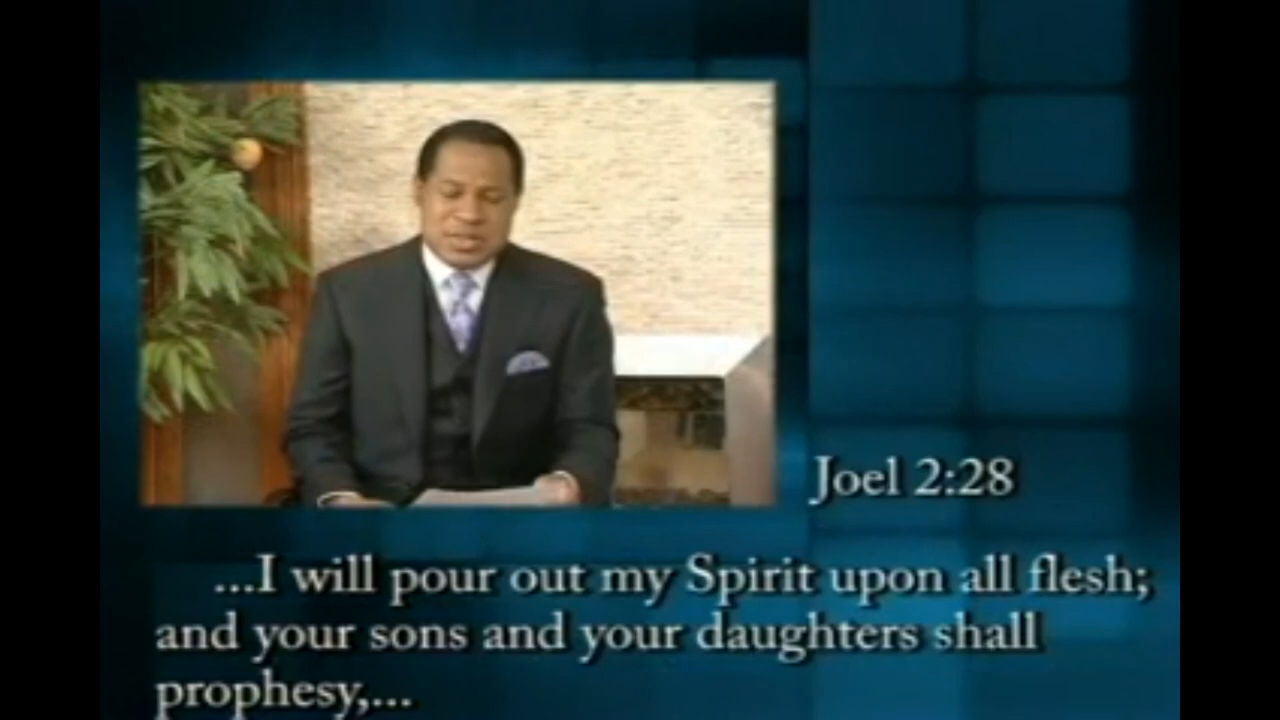 Joel 2:28
...I will pour out my Spirit upon all flesh;
and your sons and your daughters shall
prophesy,...